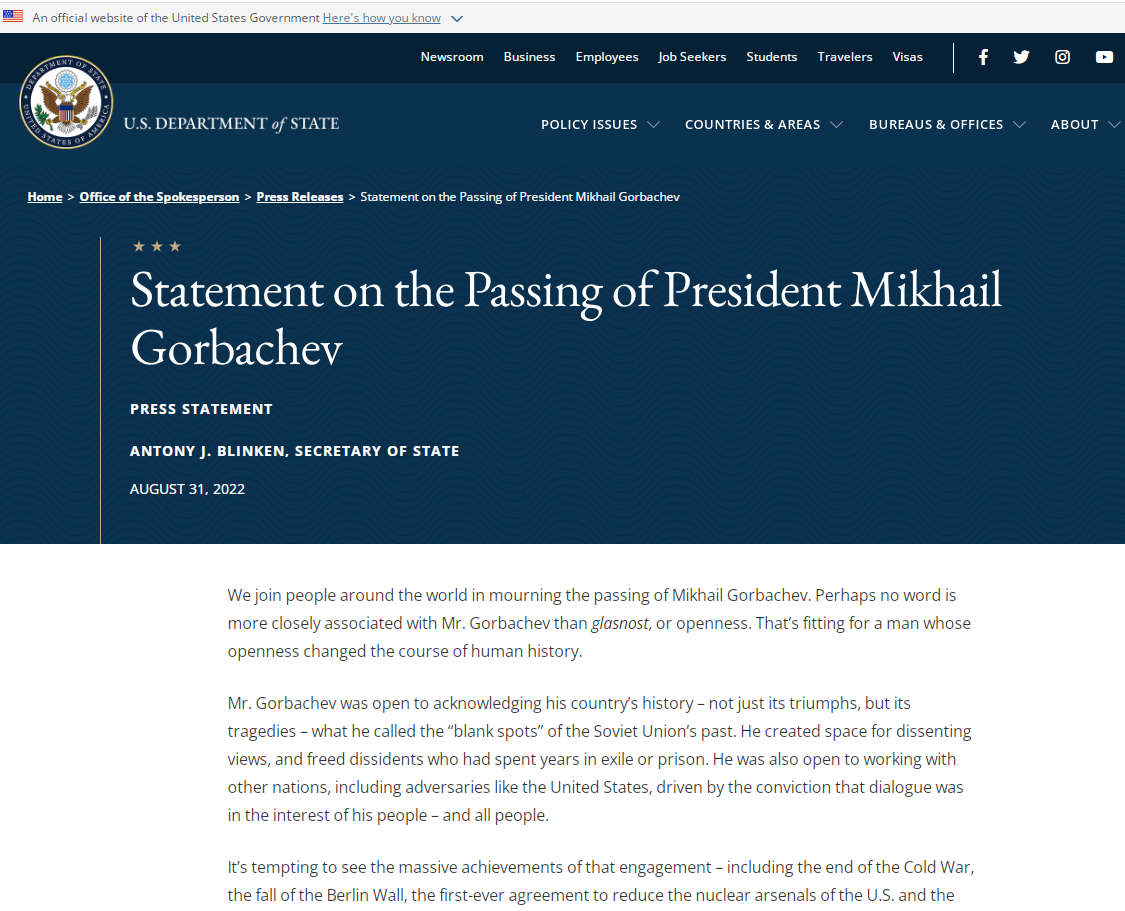 An official website of the United States Government Here's how you know
Newsroom Business Employees Job Seekers Students Travelers Visas
DEPARTMENT OF STATE
UNITED STATES OF AMERICA
U.S. DEPARTMENT of STATE
POLICY ISSUES COUNTRIES & AREAS BUREAUS & OFFICES ABOUT
Home > Office of the Spokesperson > Press Releases > Statement on the Passing of President Mikhail Gorbachev
Statement on the Passing of President Mikhail
Gorbachev
PRESS STATEMENT
ANTONY J. BLINKEN, SECRETARY OF STATE
AUGUST 31, 2022
We join people around the world in mourning the passing of Mikhail Gorbachev. Perhaps no word is
more closely associated with Mr. Gorbachev than glasnost, or openness. That’s fitting for a man whose
openness changed the course of human history.
Mr. Gorbachev was open to acknowledging his country’s history – not just its triumphs, but its
tragedies – what he called the “blank spots” of the Soviet Union’s past. He created space for dissenting
views, and freed dissidents who had spent years in exile or prison. He was also open to working with
other nations, including adversaries like the United States, driven by the conviction that dialogue was
in the interest of his people – and all people.
It’s tempting to see the massive achievements of that engagement – including the end of the Cold War,
the fall of the Berlin Wall, the first-ever agreement to reduce the nuclear arsenals of the U.S. and the